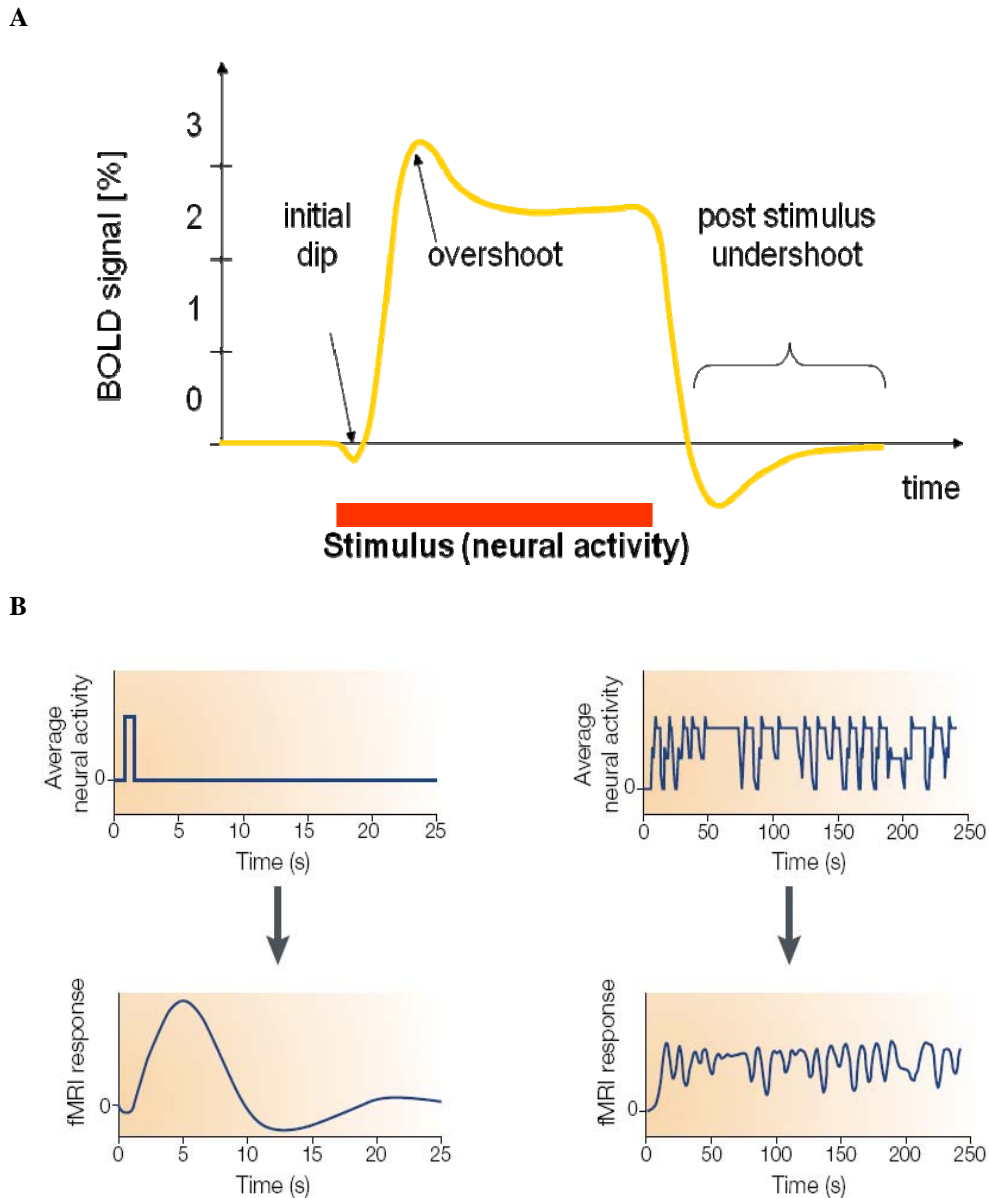 A
BOLD signal [%]
3
2
1
0
initial
dip
overshoot
post stimulus
undershoot
time
Stimulus (neural activity)
B
Average
neural activity
0
0 5 10 15 20 25
Time (s)
Average
neural activity
0
0 50 100 150 200 250
Time (s)
fMRI response
0
0 5 10 15 20 25
Time (s)
fMRI response
0
0 50 100 150 200 250
Time (s)